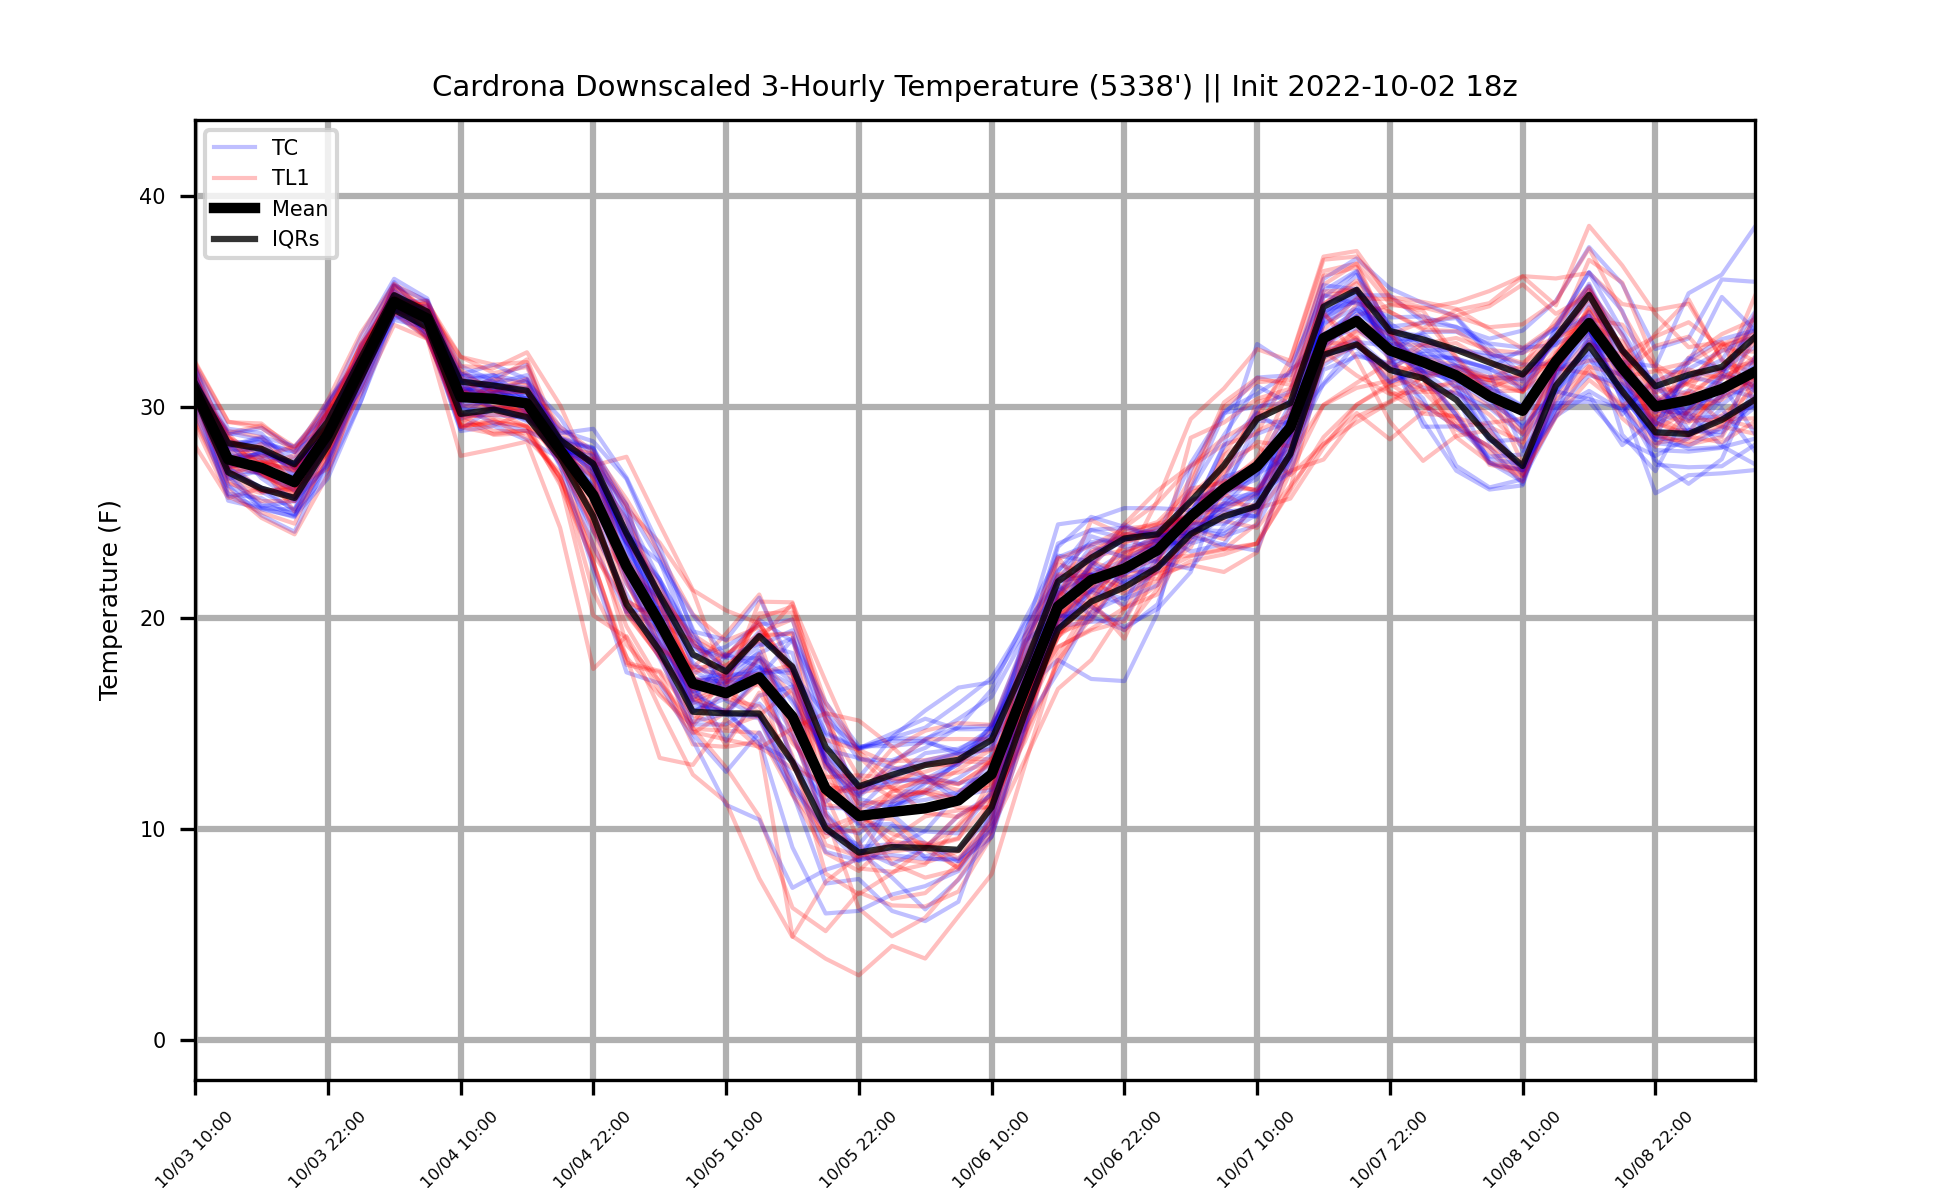 Cardrona Downscaled 3-Hourly Temperature (5338') || Init 2022-10-02 18z
TC
TL1
Mean
IQRs
Temperature (F)
40
30
20
10
0
10/03 10:00
10/03 22:00
10/04 10:00
10/04 22:00
10/05 10:00
10/05 22:00
10/06 10:00
10/06 22:00
10/07 10:00
10/07 22:00
10/08 10:00
10/08 22:00